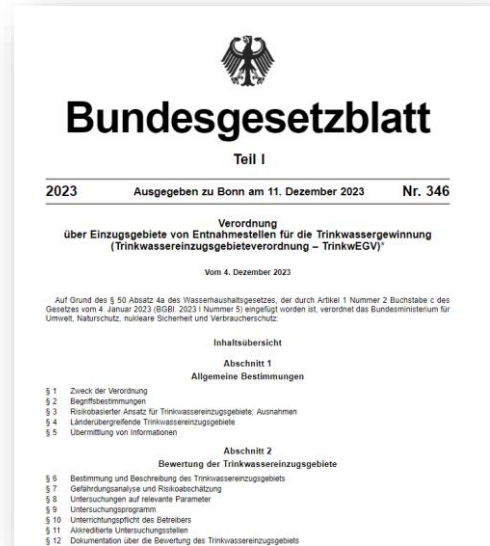 Bundesgesetzblatt
Teil I
2023 Ausgegeben zu Bonn am 11. Dezember 2023 Nr. 346
Verordnung
über Einzugsgebiete von Entnahmestellen für die Trinkwassergewinnung
(Trinkwassereinzugsgebieteverordnung – TrinkwEGV)*
Vom 4. Dezember 2023
Auf Grund des § 50 Absatz 4a des Wasserhaushaltsgesetzes, der durch Artikel 1 Nummer 2 Buchstabe c des
Gesetzes vom 4. Januar 2023 (BGBl. 2023 I Nummer 5) eingefügt worden ist, verordnet das Bundesministerium für
Umwelt, Naturschutz, nukleare Sicherheit und Verbraucherschutz:
Inhaltsübersicht
Abschnitt 1
Allgemeine Bestimmungen
§ 1 Zweck der Verordnung
§ 2 Begriffsbestimmungen
§ 3 Risikobasierter Ansatz für Trinkwassereinzugsgebiete; Ausnahmen
§ 4 Länderübergreifende Trinkwassereinzugsgebiete
§ 5 Übermittlung von Informationen
Abschnitt 2
Bewertung der Trinkwassereinzugsgebiete
§ 6 Bestimmung und Beschreibung des Trinkwassereinzugsgebiets
§ 7 Gefährdungsanalyse und Risikoabschätzung
§ 8 Untersuchungen auf relevante Parameter
§ 9 Untersuchungsprogramm
§ 10 Unterrichtungspflicht des Betreibers
§ 11 Akkreditierte Untersuchungsstellen
§ 12 Dokumentation über die Bewertung des Trinkwassereinzugsgebiets